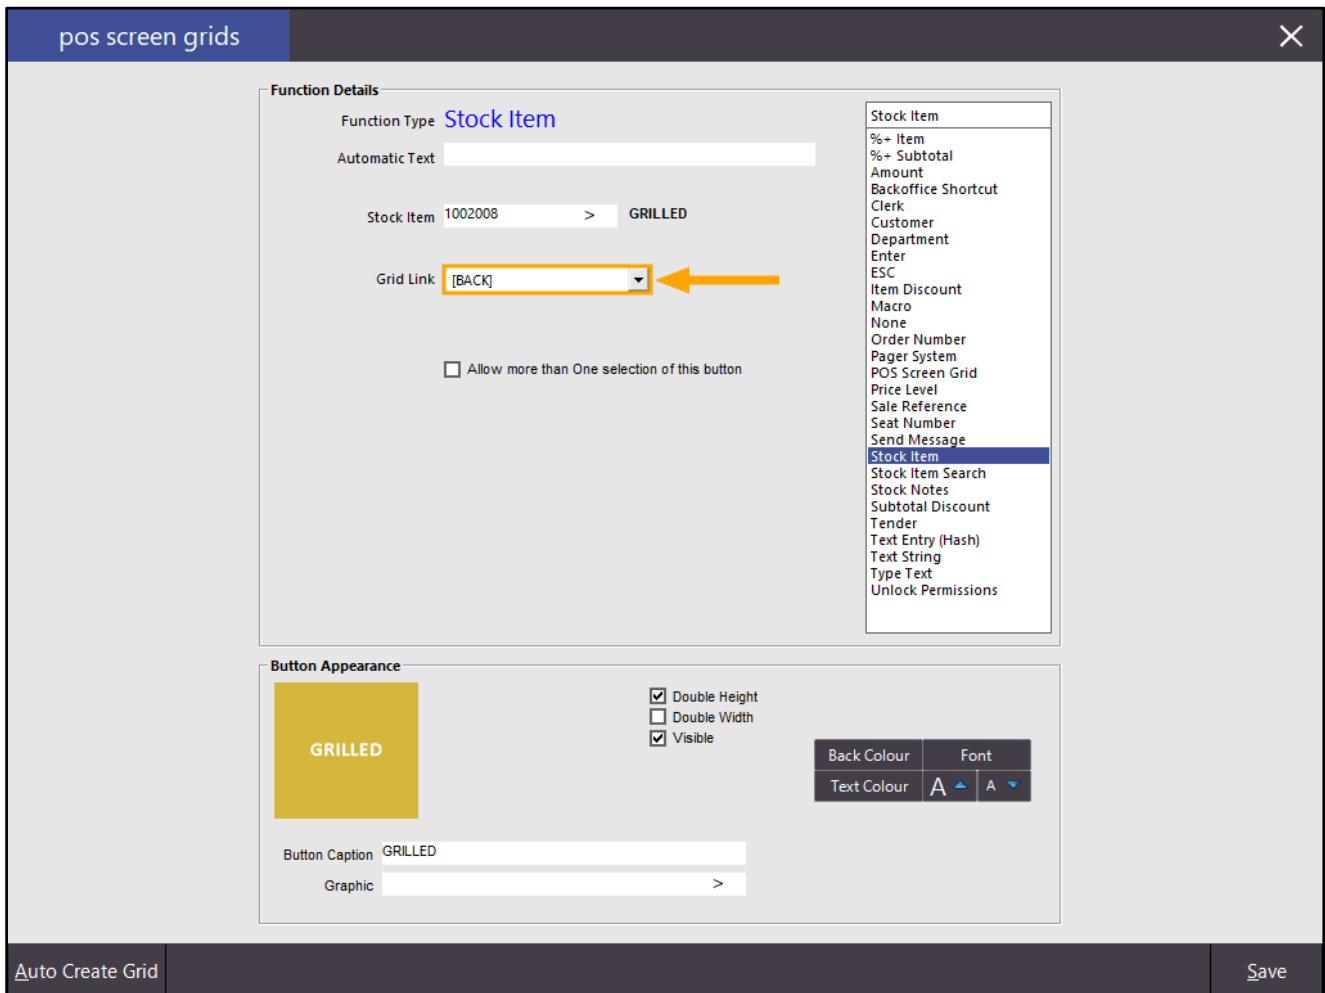 pos screen grids
Function Details
Function Type Stock Item
Automatic Text
Stock Item 1002008 > GRILLED
Grid Link [BACK]
Allow more than One selection of this button
Stock Item
%+ Item
%+ Subtotal
Amount
Backoffice Shortcut
Clerk
Customer
Department
Enter
ESC
Item Discount
Macro
None
Order Number
Pager System
POS Screen Grid
Price Level
Sale Reference
Seat Number
Send Message
Stock Item
Stock Item Search
Stock Notes
Subtotal Discount
Tender
Text Entry (Hash)
Text String
Type Text
Unlock Permissions
Button Appearance
GRILLED
Double Height
Double Width
Visible
Back Colour Font
Text Colour A A
Button Caption GRILLED
Graphic >
Auto Create Grid Save